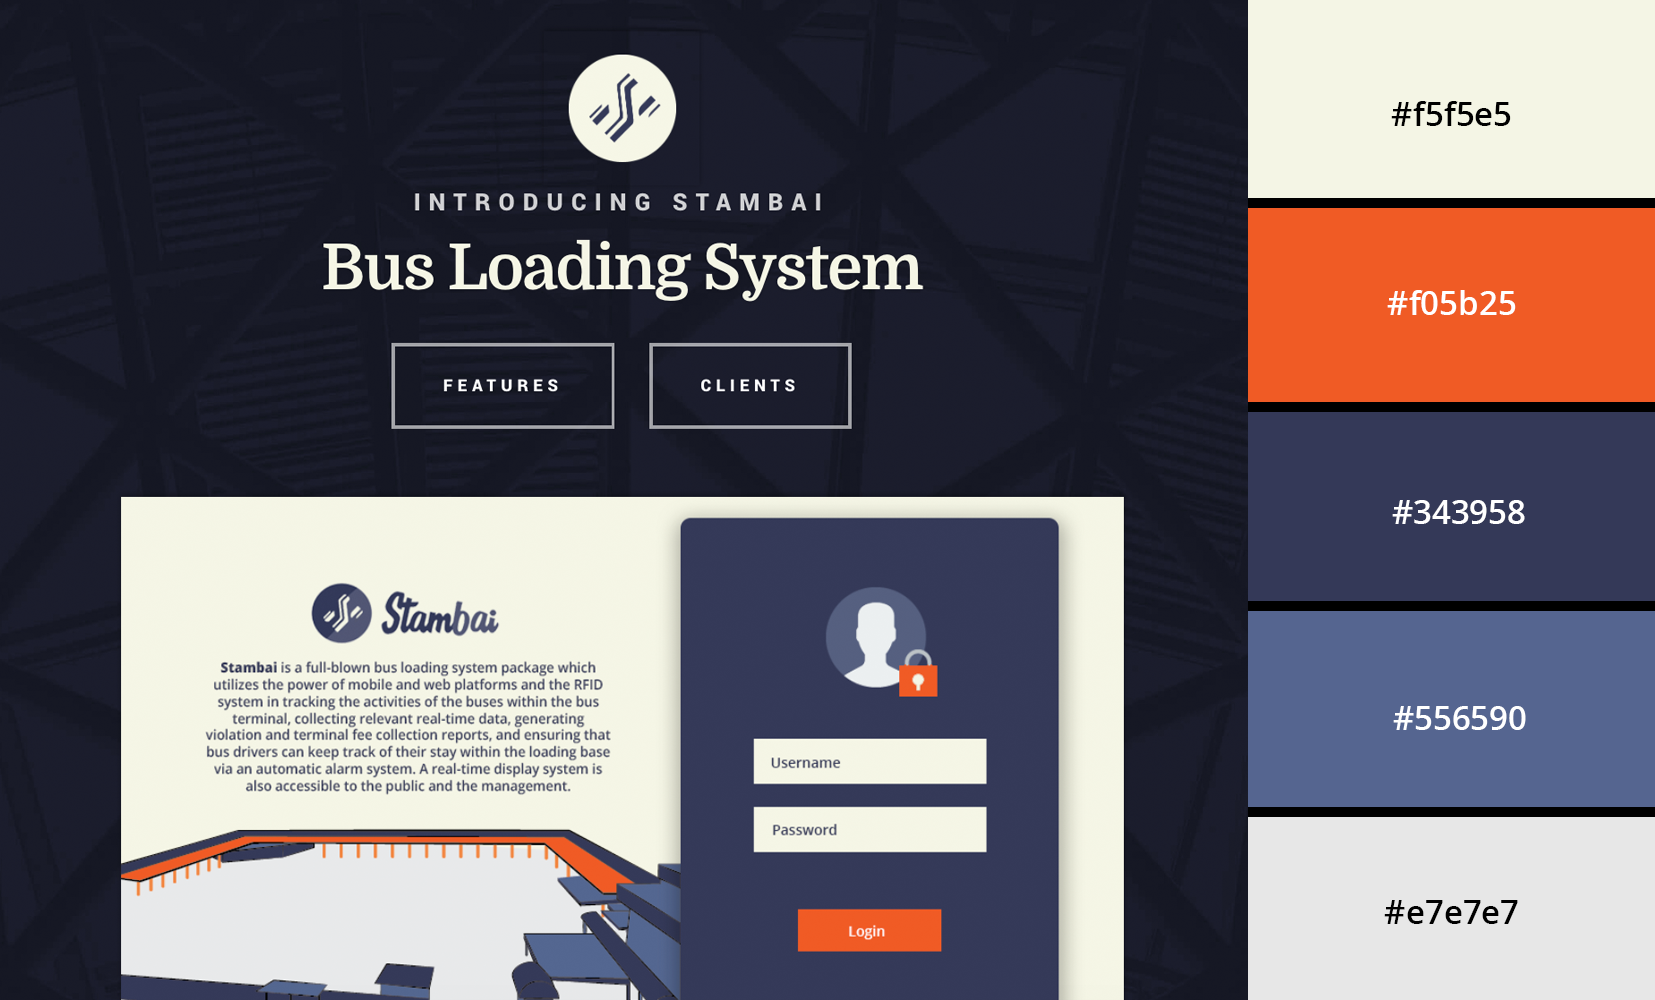 INTRODUCING STAMBAI
Bus Loading System
FEATURES
CLIENTS
Stambai
Stambai is a full-blown bus loading system package which
utilizes the power of mobile and web platforms and the RFID
system in tracking the activities of the buses within the bus
terminal, collecting relevant real-time data, generating
violation and terminal fee collection reports, and ensuring that
bus drivers can keep track of their stay within the loading base
via an automatic alarm system. A real-time display system is
also accessible to the public and the management.
Username
Password
Login
#f5f5e5
#f05b25
#343958
#556590
#e7e7e7